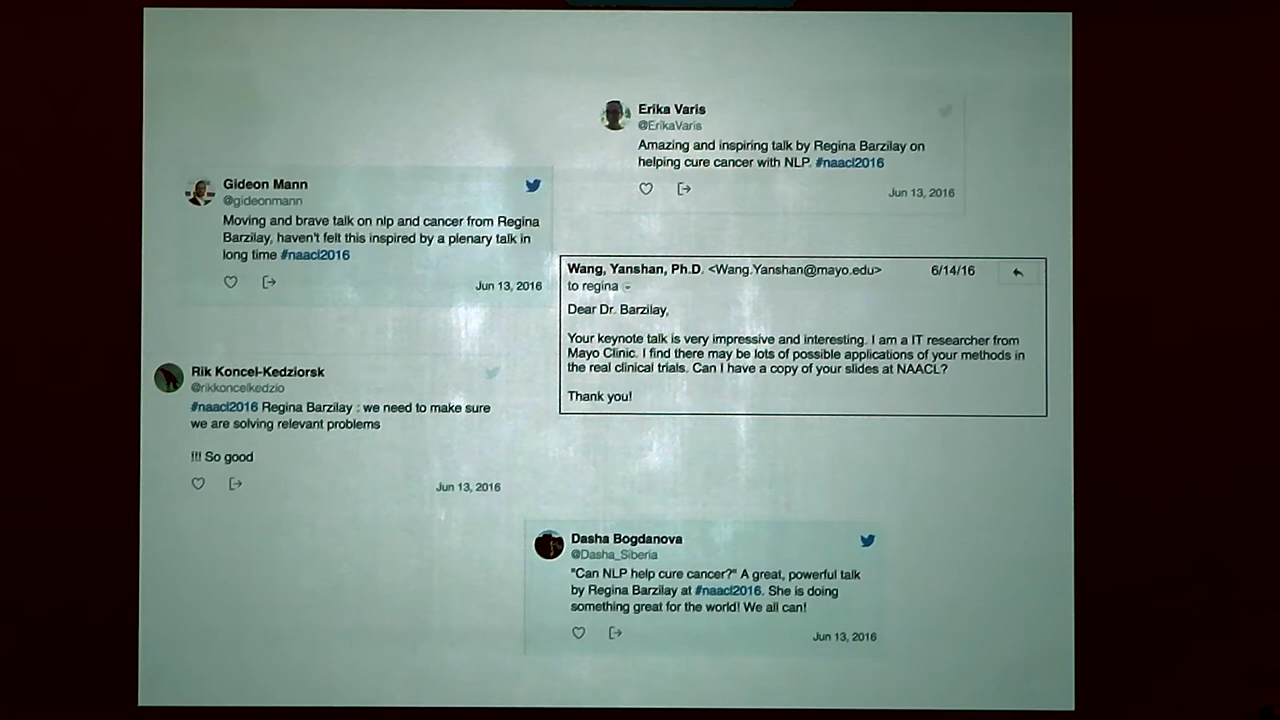 Erika Varis
@ErikaVaris
Amazing and inspiring talk by Regina Barzilay on
helping cure cancer with NLP. #naacl2016
Jun 13, 2016
Gideon Mann
@gideonmann
Moving and brave talk on nlp and cancer from Regina
Barzilay, haven't felt this inspired by a plenary talk in
long time #naacl2016
Jun 13, 2016
Wang, Yanshan, Ph.D. <Wang.Yanshan@mayo.edu>
6/14/16
to regina
Dear Dr. Barzilay,
Your keynote talk is very impressive and interesting. I am a IT researcher from
Mayo Clinic. I find there may be lots of possible applications of your methods in
the real clinical trials. Can I have a copy of your slides at NAACL?
Thank you!
Rik Koncel-Kedziorsk
@rikkoncelkedzio
#naacl2016 Regina Barzilay : we need to make sure
we are solving relevant problems
!!! So good
Jun 13, 2016
Dasha Bogdanova
@Dasha_Siberia
"Can NLP help cure cancer?" A great, powerful talk
by Regina Barzilay at #naacl2016. She is doing
something great for the world! We all can!
Jun 13, 2016